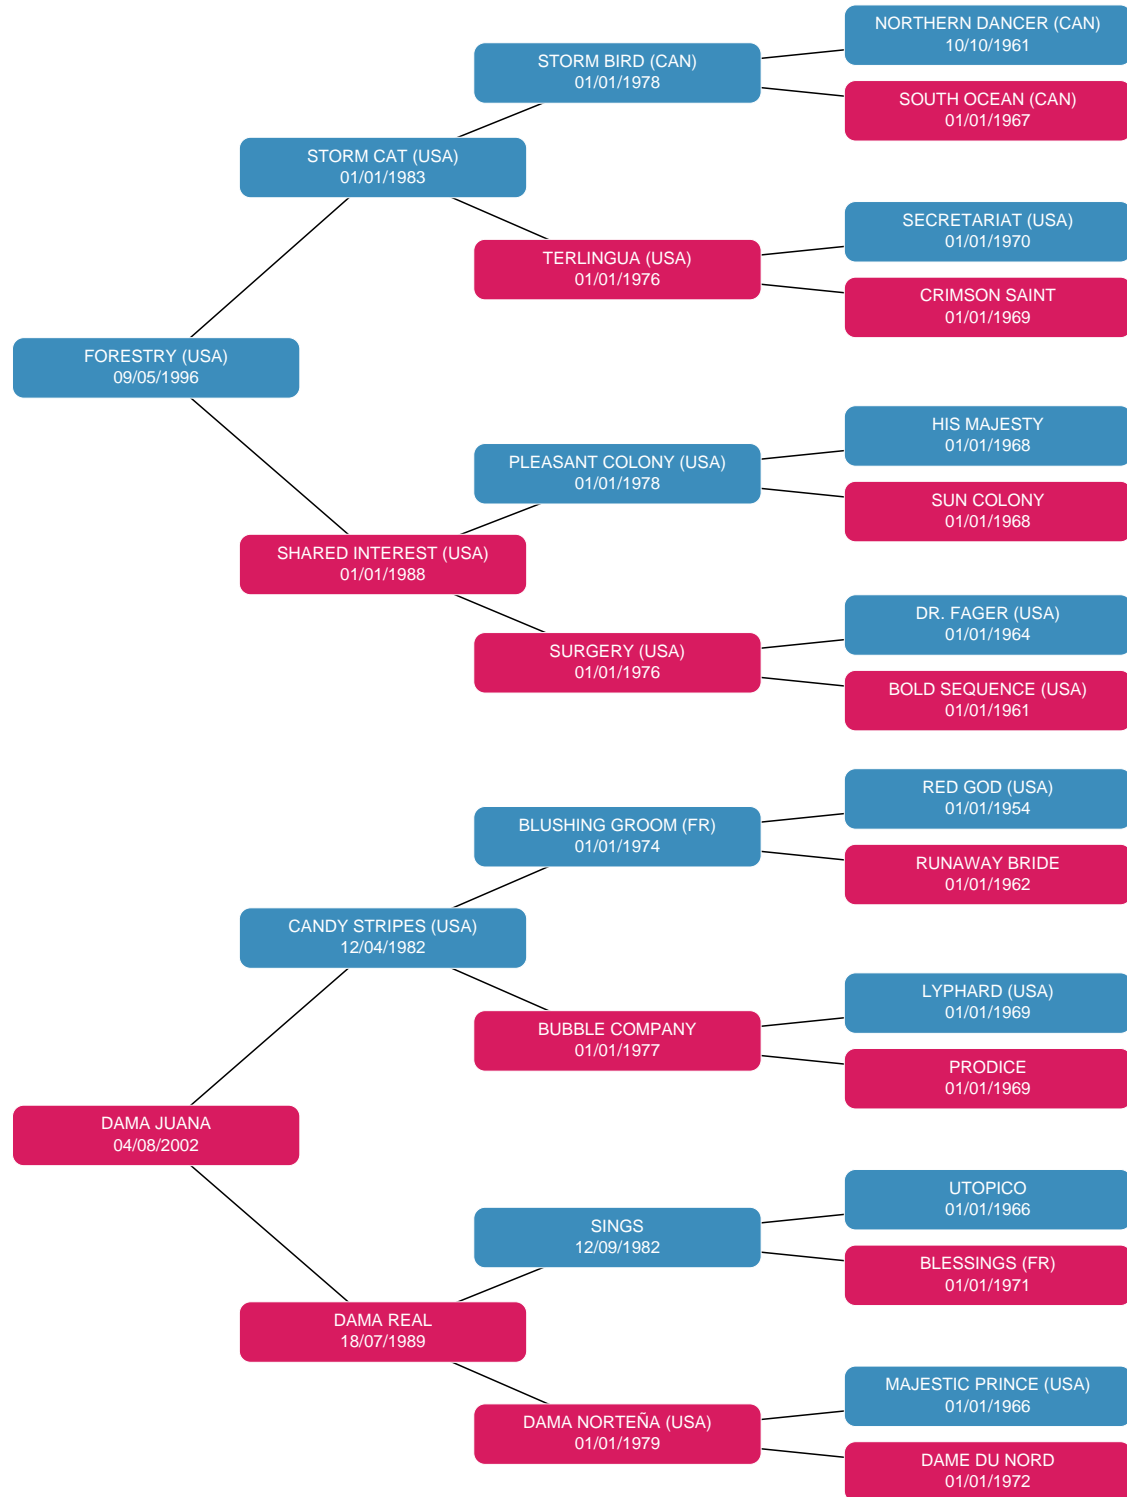 NORTHERN DANCER (CAN)
10/10/1961
STORM BIRD (CAN)
01/01/1978
SOUTH OCEAN (CAN)
01/01/1967
STORM CAT (USA)
01/01/1983
SECRETARIAT (USA)
01/01/1970
TERLINGUA (USA)
01/01/1976
CRIMSON SAINT
01/01/1969
FORESTRY (USA)
09/05/1996
HIS MAJESTY
01/01/1968
PLEASANT COLONY (USA)
01/01/1978
SUN COLONY
01/01/1968
SHARED INTEREST (USA)
01/01/1988
DR. FAGER (USA)
01/01/1964
SURGERY (USA)
01/01/1976
BOLD SEQUENCE (USA)
01/01/1961
RED GOD (USA)
01/01/1954
BLUSHING GROOM (FR)
01/01/1974
RUNAWAY BRIDE
01/01/1962
CANDY STRIPES (USA)
12/04/1982
LYPHARD (USA)
01/01/1969
BUBBLE COMPANY
01/01/1977
PRODICE
01/01/1969
DAMA JUANA
04/08/2002
UTOPICO
01/01/1966
SINGS
12/09/1982
BLESSINGS (FR)
01/01/1971
DAMA REAL
18/07/1989
MAJESTIC PRINCE (USA)
01/01/1966
DAMA NORTEÑA (USA)
01/01/1979
DAME DU NORD
01/01/1972